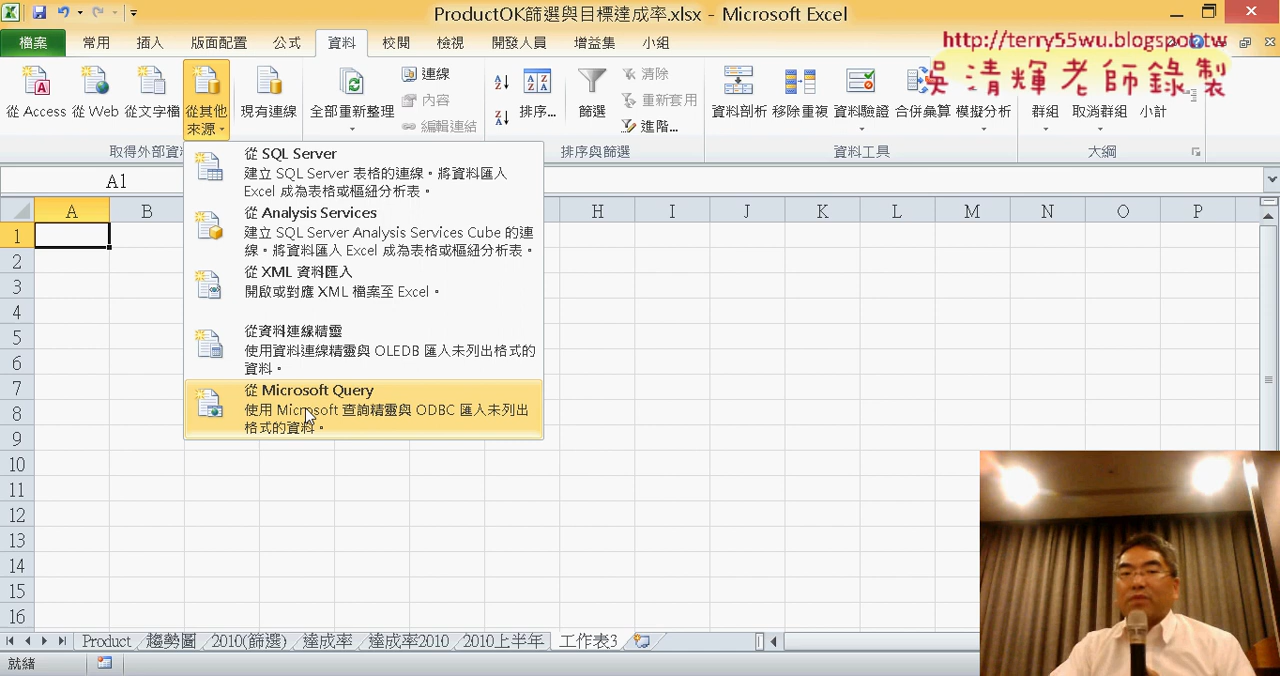 ProductOK篩選與目標達成率.xlsx - Microsoft Excel
檔案 常用 插入 版面配置 公式 資料 校閱 檢視 開發人員 增益集 小組
http://terry55wu.blogspot.tw
吳清輝老師錄製
從 Access 從 Web 從文字檔 從其他來源 現有連線 全部重新整理 連線 內容 編輯連結 排序... 篩選 清除 重新套用 進階... 資料剖析 移除重複 資料驗證 合併彙算 模擬分析 群組 取消群組 小計
取得外部資 排序與篩選 資料工具 大綱
A1
從 SQL Server
建立 SQL Server 表格的連線。將資料匯入
Excel 成為表格或樞紐分析表。
從 Analysis Services
建立 SQL Server Analysis Services Cube 的連
線。將資料匯入 Excel 成為表格或樞紐分析表。
從 XML 資料匯入
開啟或對應 XML 檔案至 Excel。
從資料連線精靈
使用資料連線精靈與 OLEDB 匯入未列出格式的
資料。
從 Microsoft Query
使用 Microsoft 查詢精靈與 ODBC 匯入未列出
格式的資料。
A B H I J K L M N O P
1
2
3
4
5
6
7
8
9
10
11
12
13
14
15
16
Product 趨勢圖 2010(篩選) 達成率 達成率2010 2010上半年 工作表3
就緒